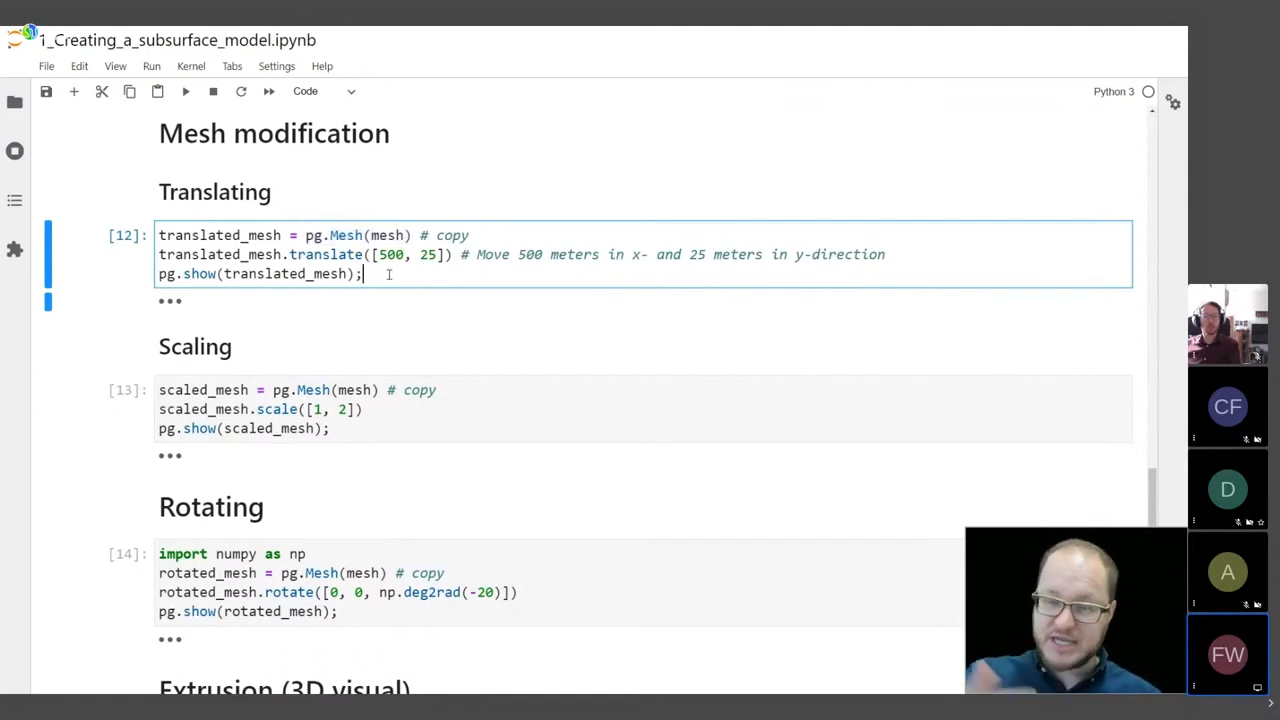 1_Creating_a_subsurface_model.ipynb
File Edit View Run Kernel Tabs Settings Help
Code
Python 3
Mesh modification
Translating
[12]: translated_mesh = pg.Mesh(mesh) # copy
translated_mesh.translate([500, 25]) # Move 500 meters in x- and 25 meters in y-direction
pg.show(translated_mesh);
Scaling
[13]: scaled_mesh = pg.Mesh(mesh) # copy
scaled_mesh.scale([1, 2])
pg.show(scaled_mesh);
CF
D
Rotating
[14]: import numpy as np
rotated_mesh = pg.Mesh(mesh) # copy
rotated_mesh.rotate([0, 0, np.deg2rad(-20)])
pg.show(rotated_mesh);
A
FW
Extrusion (3D visual)